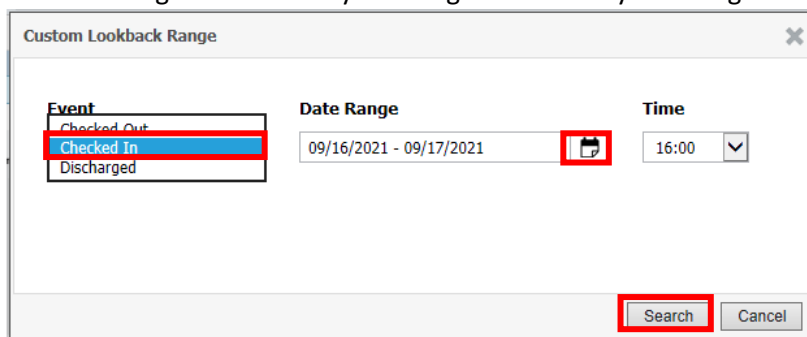 Custom Lookback Range
Event
Date Range
Time
Checked Out
Checked In
Discharged
09/16/2021 - 09/17/2021
16:00
Search
Cancel